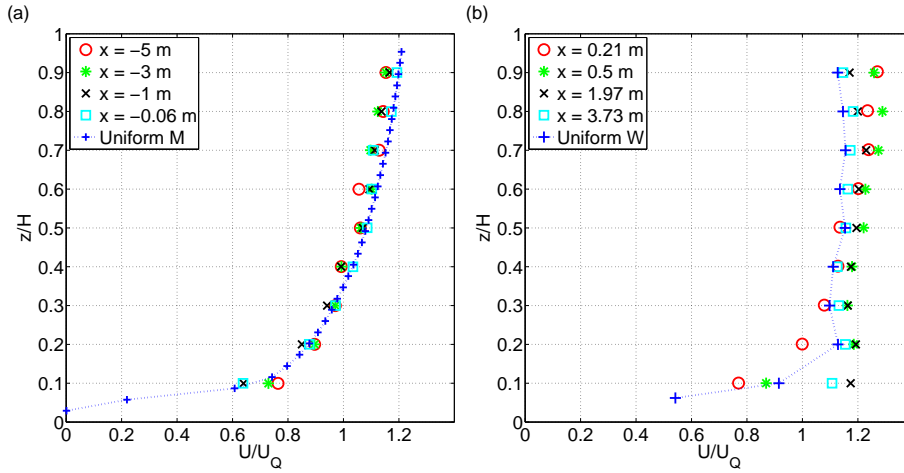 (a)
1
0.9
0.8
0.7
0.6
0.5
0.4
0.3
0.2
0.1
0
z/H
x = −5 m
x = −3 m
x = −1 m
x = −0.06 m
Uniform M
0 0.2 0.4 0.6 0.8 1 1.2
U/U_Q
(b)
1
0.9
0.8
0.7
0.6
0.5
0.4
0.3
0.2
0.1
0
z/H
x = 0.21 m
x = 0.5 m
x = 1.97 m
x = 3.73 m
Uniform W
0.2 0.4 0.6 0.8 1 1.2
U/U_Q